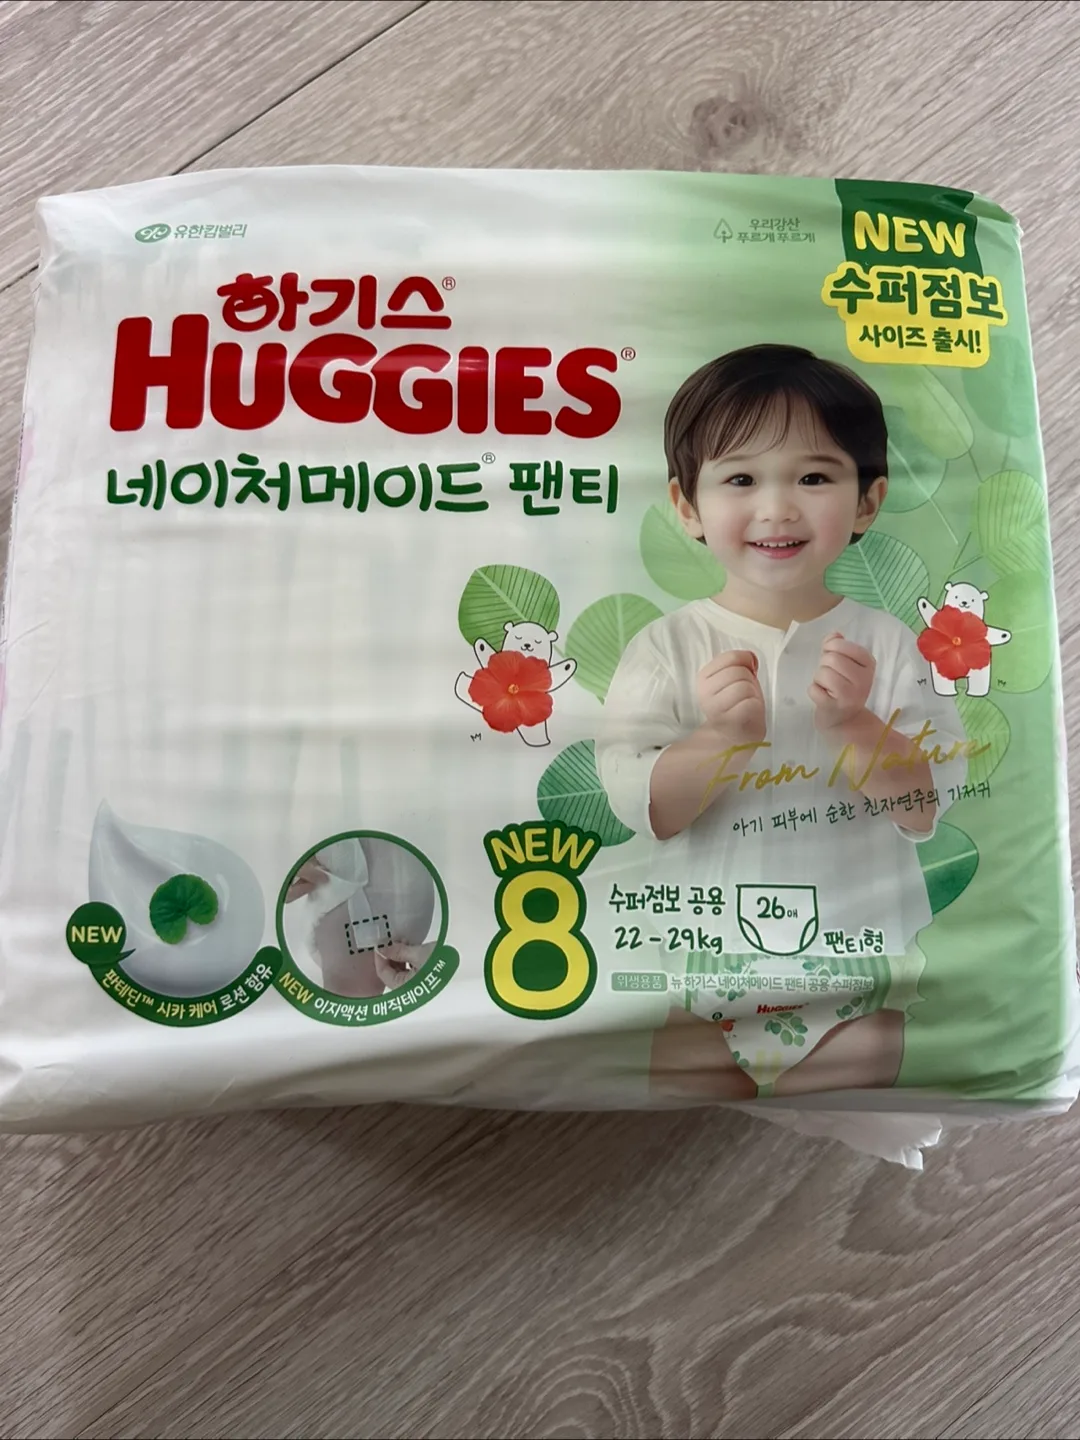 유한킴벌리
우리강산
푸르게 푸르게
NEW
수퍼점보
사이즈 출시!
하기스®
HUGGIES®
네이처메이드® 팬티
From Nature
아기 피부에 순한 친자연주의 기저귀
NEW
판테딘™ 시카 케어 로션 함유
NEW 이지액션 매직테이프™
NEW
8
수퍼점보 공용
22-29kg
26매
팬티형
위생용품
뉴 하기스 네이처메이드 팬티 공용 수퍼점보
HUGGIES